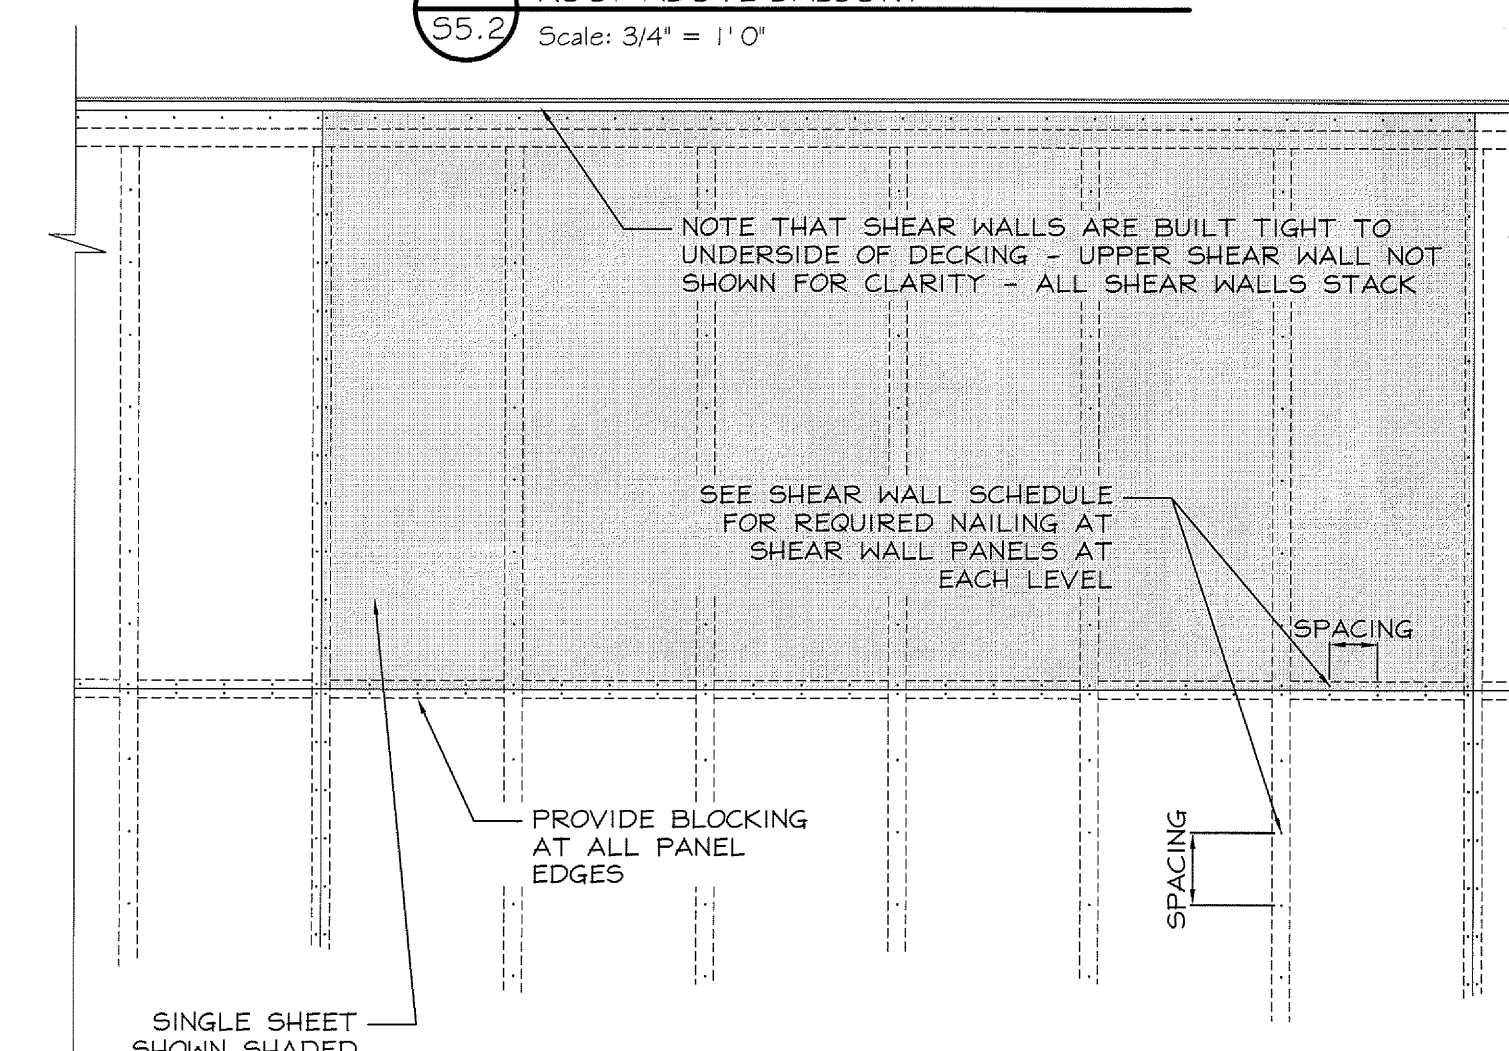 S5.2
Scale: 3/4" = 1' 0"
NOTE THAT SHEAR WALLS ARE BUILT TIGHT TO
UNDERSIDE OF DECKING - UPPER SHEAR WALL NOT
SHOWN FOR CLARITY - ALL SHEAR WALLS STACK
SEE SHEAR WALL SCHEDULE
FOR REQUIRED NAILING AT
SHEAR WALL PANELS AT
EACH LEVEL
SPACING
PROVIDE BLOCKING
AT ALL PANEL
EDGES
SPACING
SINGLE SHEET
SHOWN SHADED